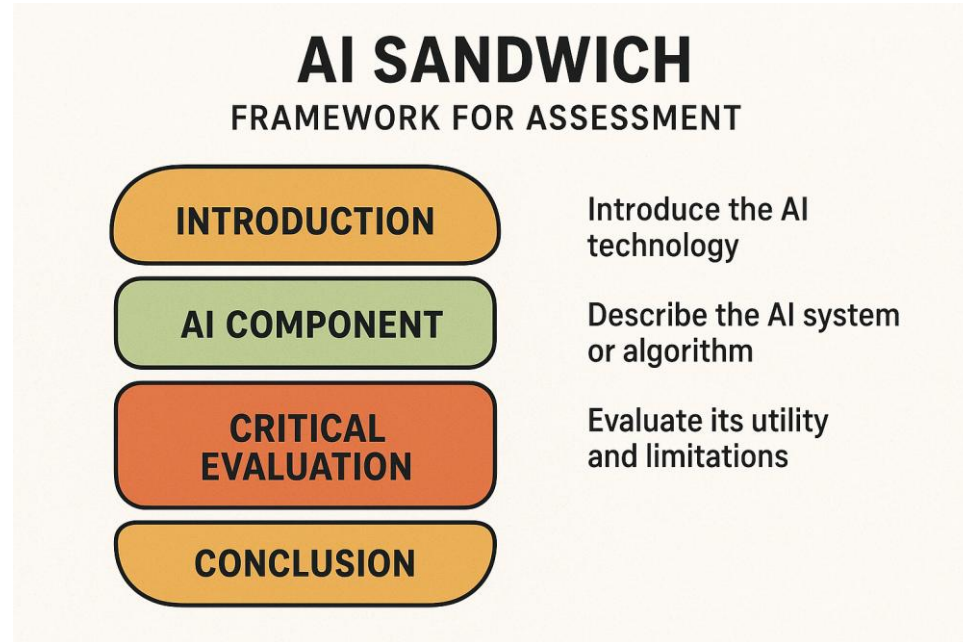 AI SANDWICH
FRAMEWORK FOR ASSESSMENT
INTRODUCTION
Introduce the AI
technology
AI COMPONENT
Describe the AI system
or algorithm
CRITICAL
EVALUATION
Evaluate its utility
and limitations
CONCLUSION